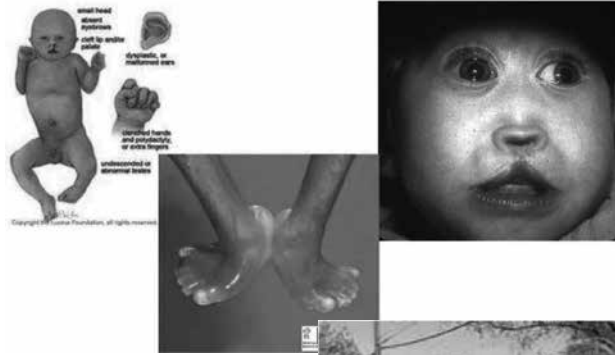 small head
absent
eyebrows
cleft lip and/or
palate
dysplastic, or
malformed ears
clenched hands
and polydactyly,
or extra fingers
undescended or
abnormal testes
Copyright the Lucina Foundation, all rights reserved.